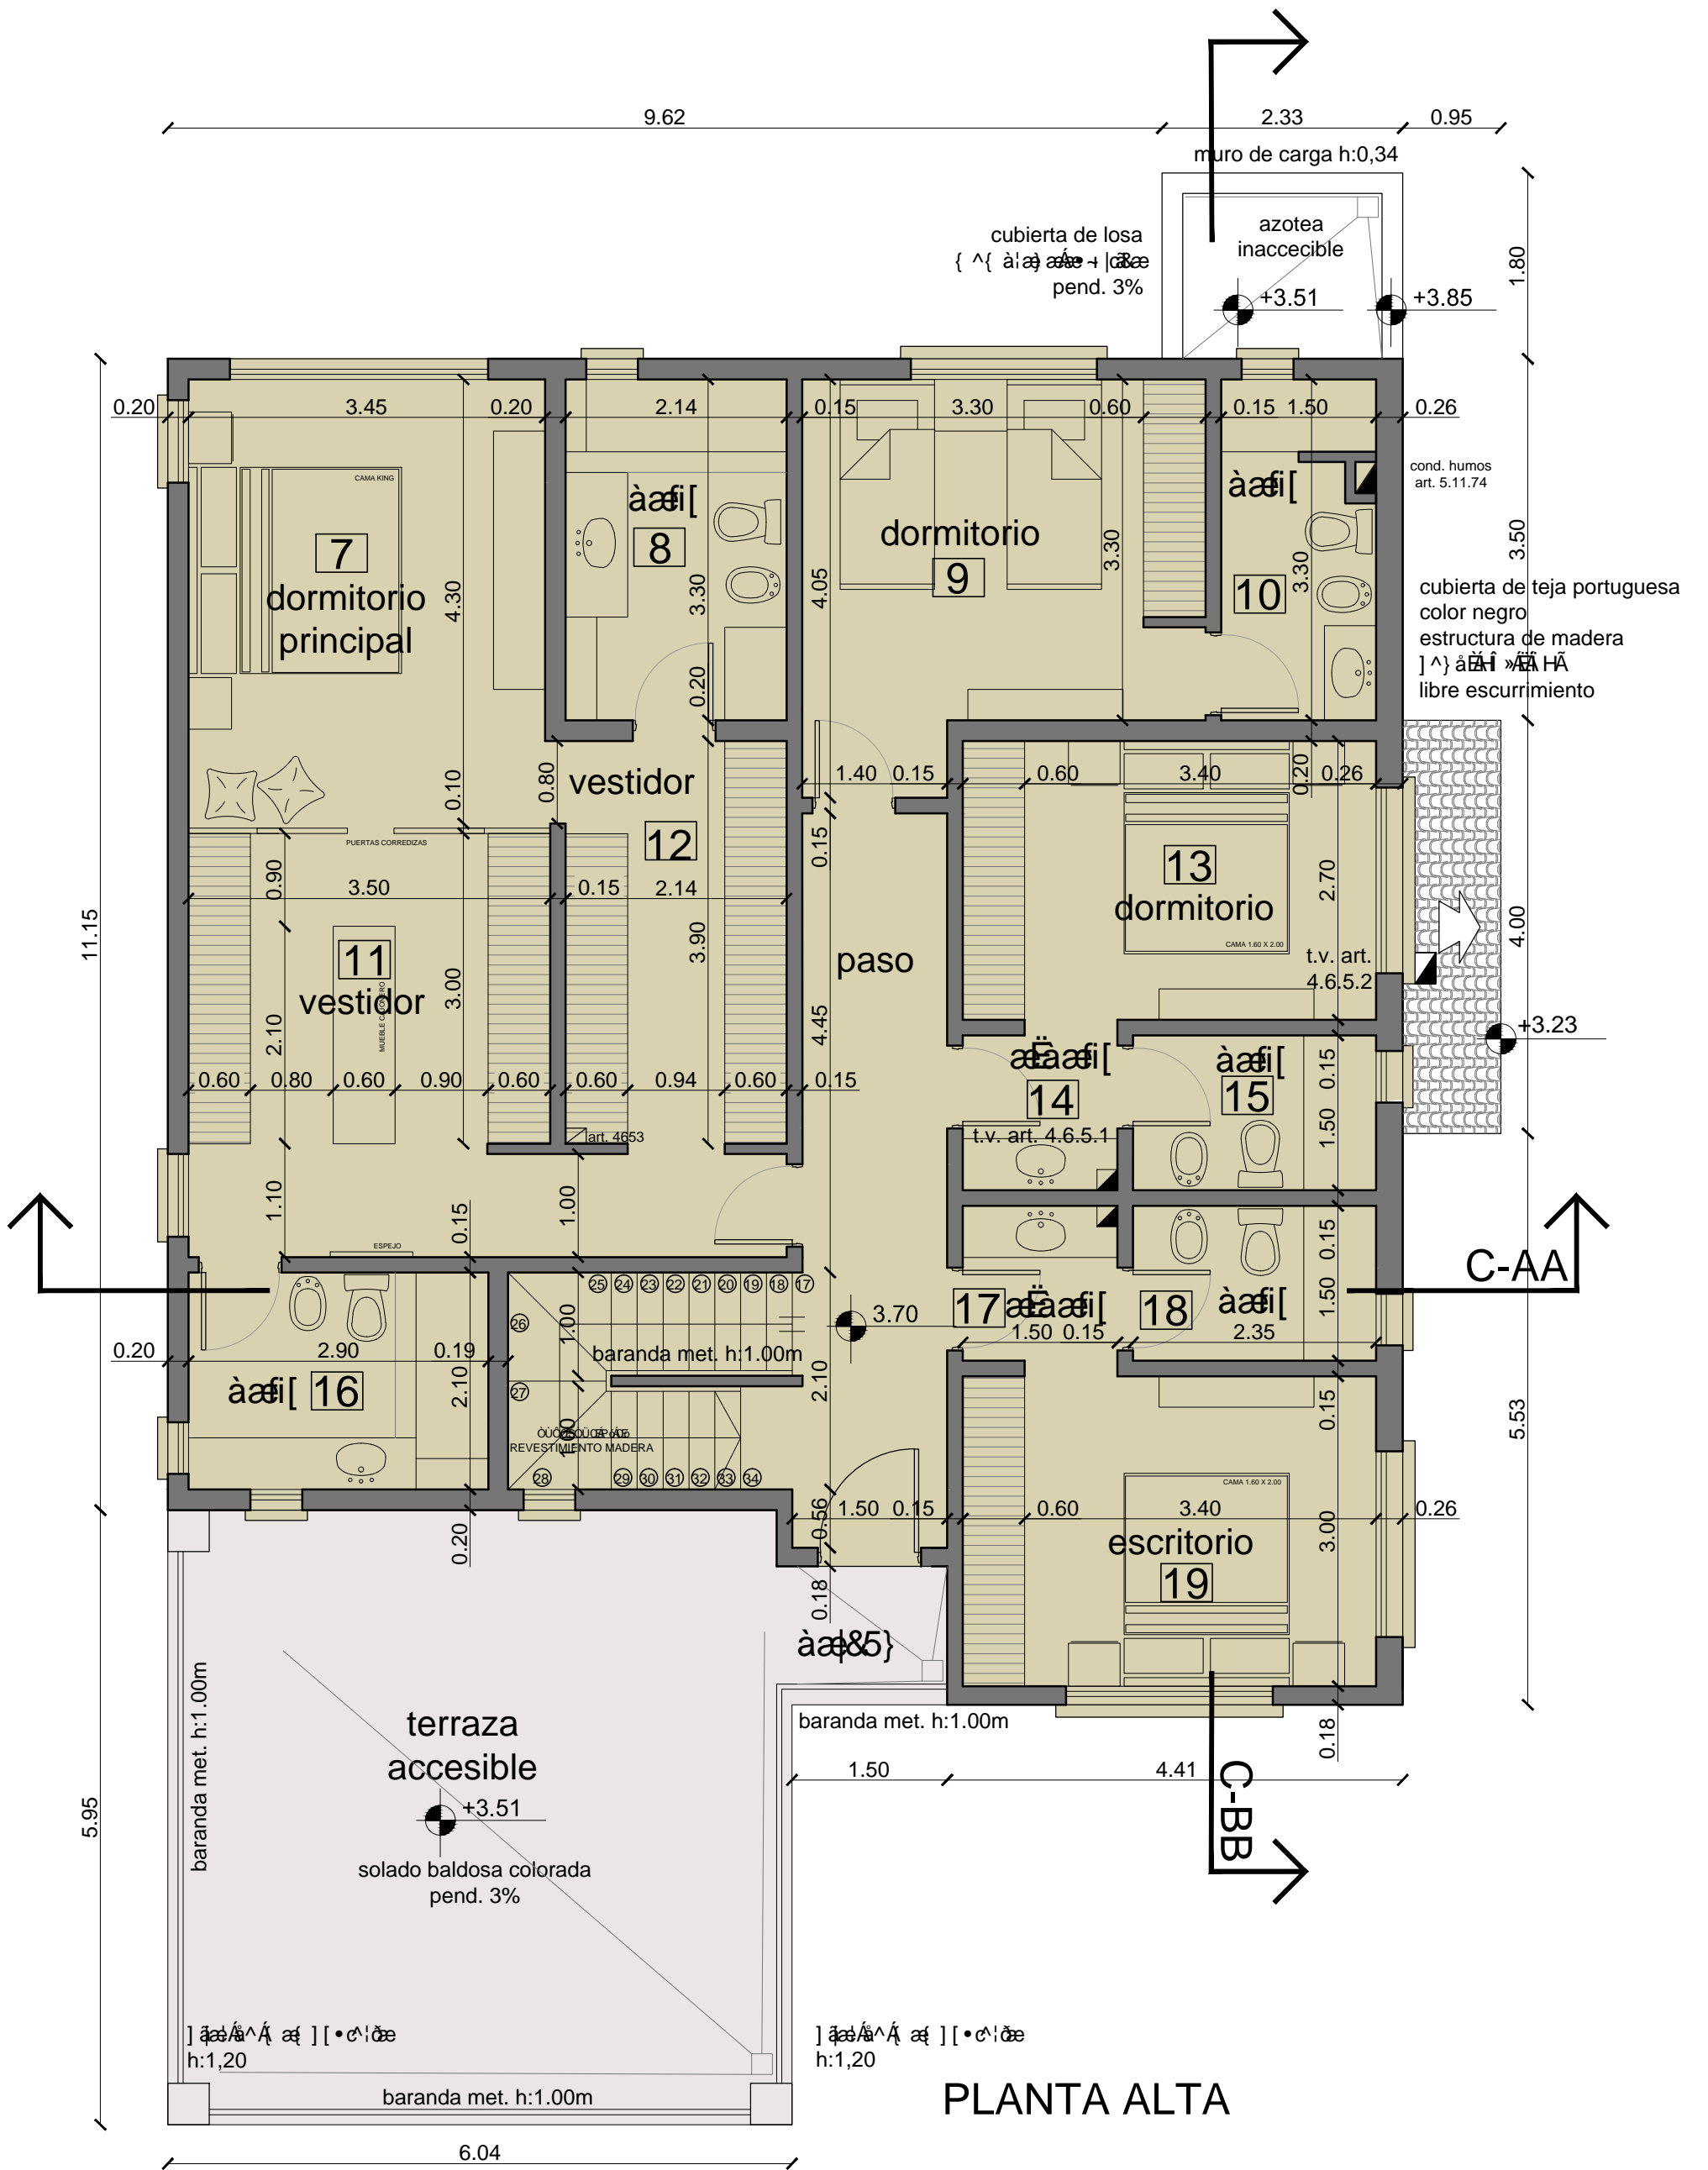 9.62
2.33
0.95
muro de carga h:0,34
azotea
inaccecible
cubierta de losa
pend. 3%
1.80
+3.51
+3.85
0.20
3.45
0.20
2.14
0.15
3.30
0.60
0.15
1.50
0.26
CAMA KING
cond. humos
art. 5.11.74
7
dormitorio
principal
4.30
8
3.30
0.20
4.05
dormitorio
9
3.30
10
3.30
3.50
cubierta de teja portuguesa
color negro
estructura de madera
libre escurrimiento
0.10
0.80
vestidor
12
1.40
0.15
0.60
3.40
0.20
0.26
PUERTAS CORREDIZAS
0.90
3.50
0.15
2.14
0.15
13
dormitorio
2.70
CAMA 1.60 X 2.00
t.v. art.
4.6.5.2
4.00
11.15
11
vestidor
MUEBLE CAJONERO
3.00
2.10
3.90
paso
4.45
+3.23
0.60
0.80
0.60
0.90
0.60
0.60
0.94
0.60
0.15
14
15
0.15
1.50
art. 4653
t.v. art. 4.6.5.1
1.10
0.15
1.00
ESPEJO
0.15
C-AA
25
24
23
22
21
20
19
18
17
26
1.00
3.70
17
18
1.50
1.50
0.15
2.35
0.20
2.90
0.19
baranda met. h:1.00m
16
2.10
27
2.10
1.00
REVESTIMIENTO MADERA
28
29
30
31
32
33
34
0.15
5.53
CAMA 1.60 X 2.00
0.56
1.50
0.15
0.60
3.40
3.00
0.26
0.20
escritorio
19
0.18
baranda met. h:1.00m
terraza
accesible
baranda met. h:1.00m
0.18
1.50
4.41
C-BB
+3.51
5.95
solado baldosa colorada
pend. 3%
h:1,20
h:1,20
baranda met. h:1.00m
PLANTA ALTA
6.04